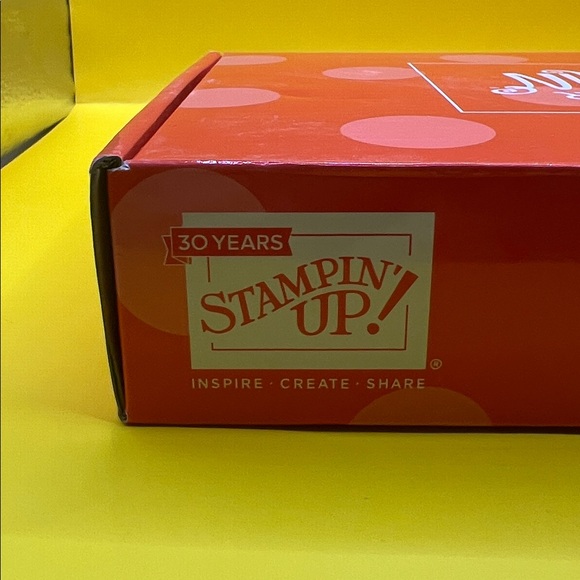 30 YEARS
STAMPIN'
UP!®
INSPIRE · CREATE · SHARE